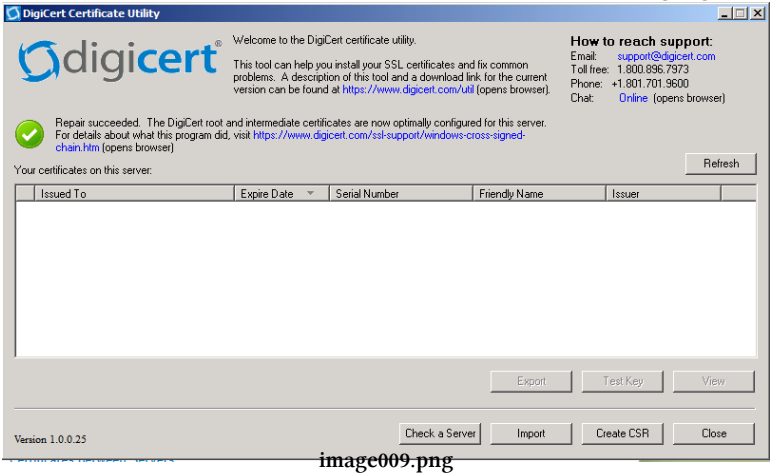 DigiCert Certificate Utility
digicert®
Welcome to the DigiCert certificate utility.
This tool can help you install your SSL certificates and fix common
problems. A description of this tool and a download link for the current
version can be found at https://www.digicert.com/util (opens browser).
How to reach support:
Email: support@digicert.com
Toll free: 1.800.896.7973
Phone: +1.801.701.9600
Chat: Online (opens browser)
Repair succeeded. The DigiCert root and intermediate certificates are now optimally configured for this server.
For details about what this program did, visit https://www.digicert.com/ssl-support/windows-cross-signed-
chain.htm (opens browser)
Refresh
Your certificates on this server:
Issued To Expire Date Serial Number Friendly Name Issuer
Export Test Key View
Version 1.0.0.25
Check a Server Import Create CSR Close
image009.png